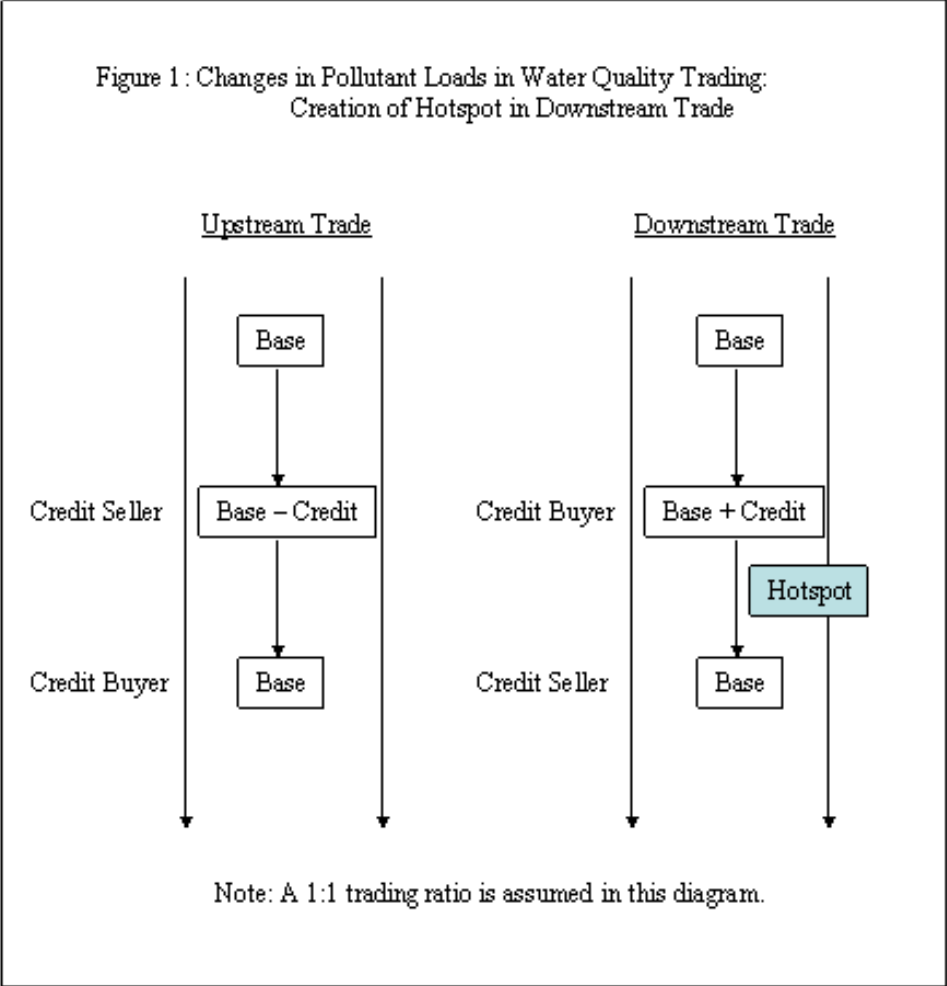 Figure 1: Changes in Pollutant Loads in Water Quality Trading:
Creation of Hotspot in Downstream Trade
Upstream Trade
Downstream Trade
Base
Base
Credit Seller
Base – Credit
Credit Buyer
Base + Credit
Hotspot
Credit Buyer
Base
Credit Seller
Base
Note: A 1:1 trading ratio is assumed in this diagram.